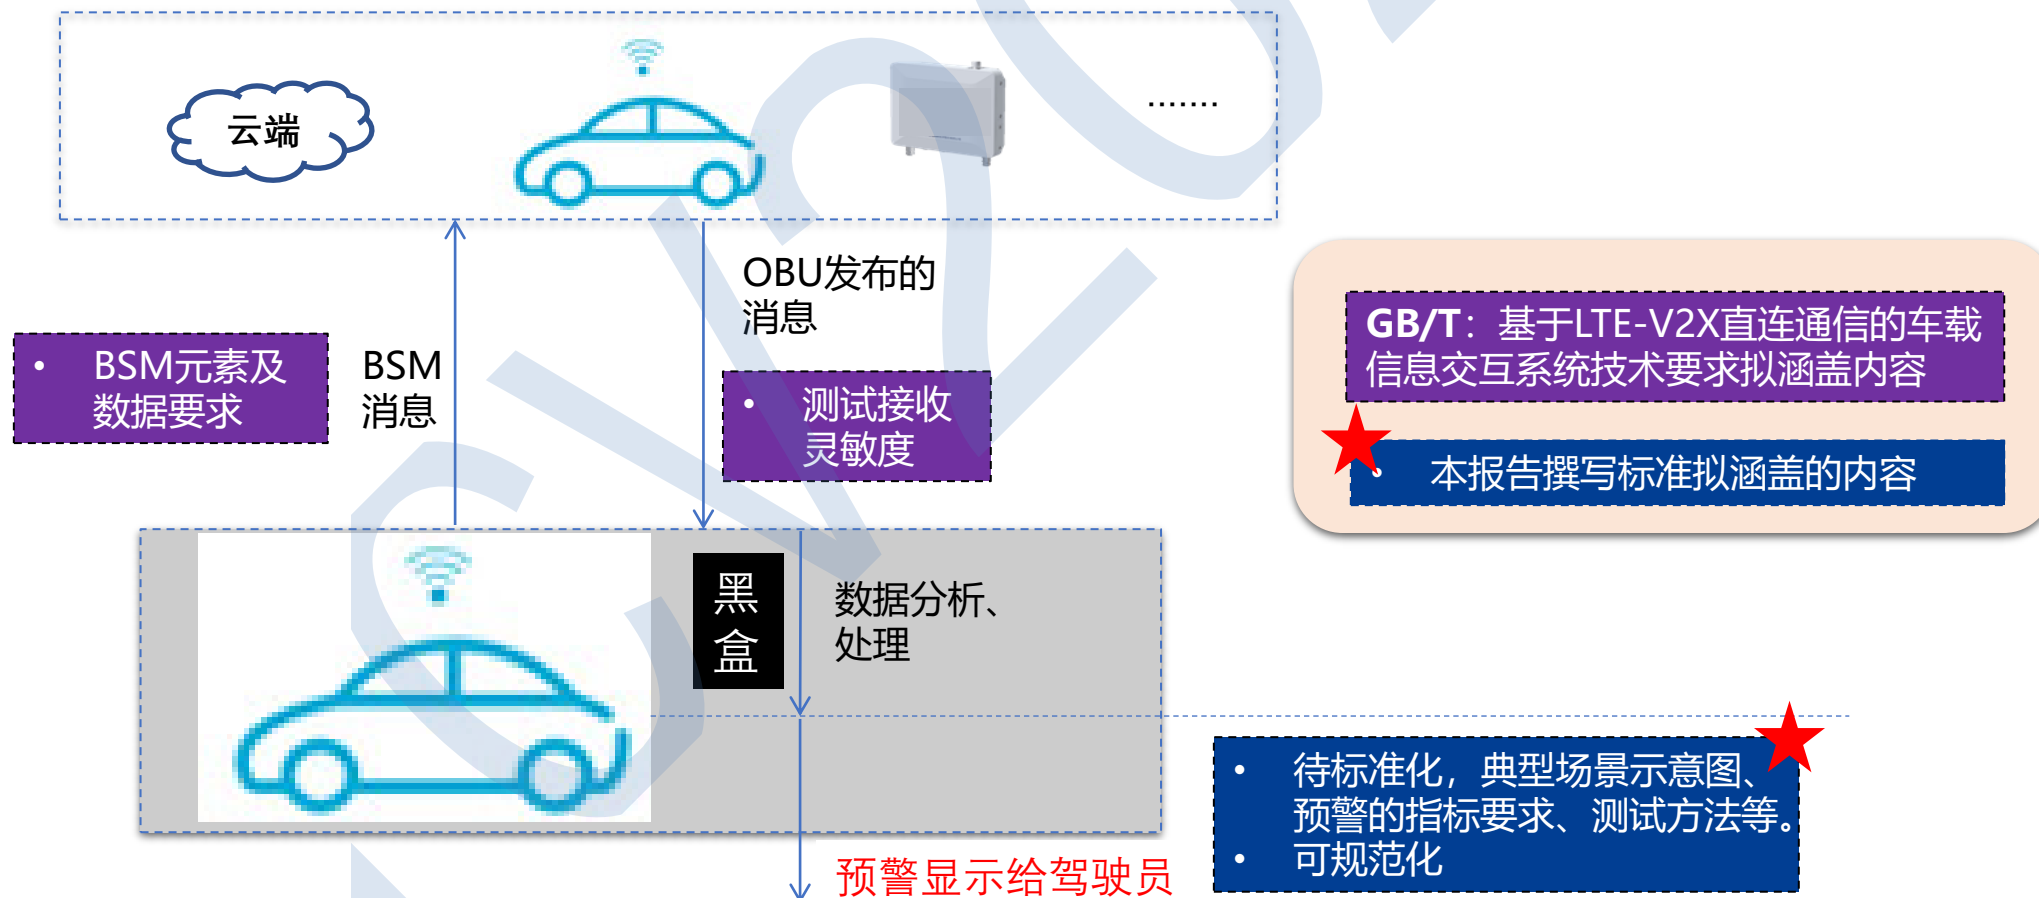 云端
.......
OBU发布的
消息
• BSM元素及
数据要求
BSM
消息
• 测试接收
灵敏度
GB/T：基于LTE-V2X直连通信的车载
信息交互系统技术要求拟涵盖内容
• 本报告撰写标准拟涵盖的内容
黑
盒
数据分析、
处理
• 待标准化，典型场景示意图、
预警的指标要求、测试方法等。
• 可规范化
预警显示给驾驶员